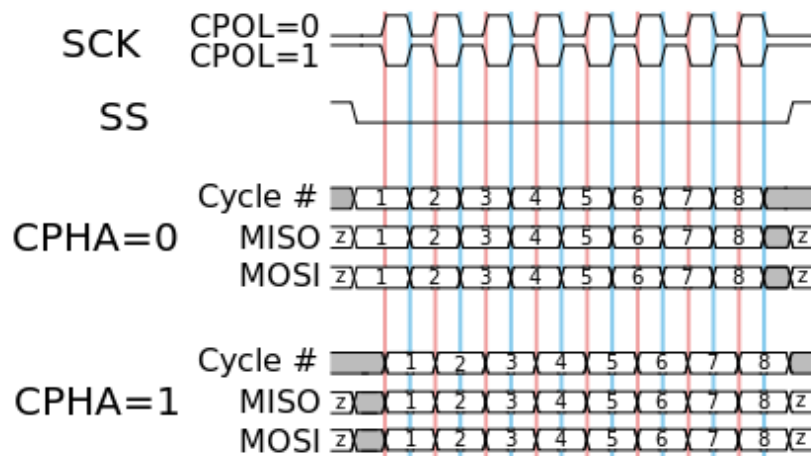 SCK
CPOL=0
CPOL=1
SS
CPHA=0
Cycle # 1 2 3 4 5 6 7 8
MISO z 1 2 3 4 5 6 7 8 z
MOSI z 1 2 3 4 5 6 7 8 z
CPHA=1
Cycle # 1 2 3 4 5 6 7 8
MISO z 1 2 3 4 5 6 7 8 z
MOSI z 1 2 3 4 5 6 7 8 z